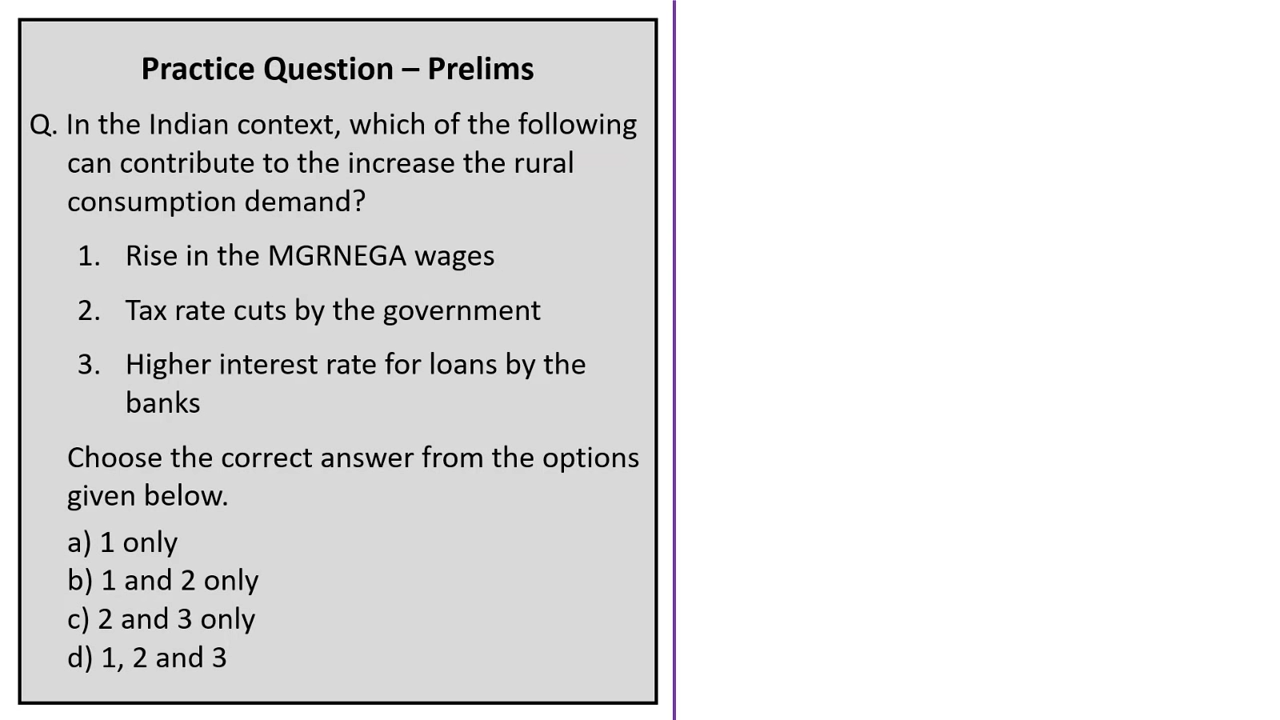 Practice Question – Prelims
Q. In the Indian context, which of the following
can contribute to the increase the rural
consumption demand?
1. Rise in the MGRNEGA wages
2. Tax rate cuts by the government
3. Higher interest rate for loans by the
banks
Choose the correct answer from the options
given below.
a) 1 only
b) 1 and 2 only
c) 2 and 3 only
d) 1, 2 and 3